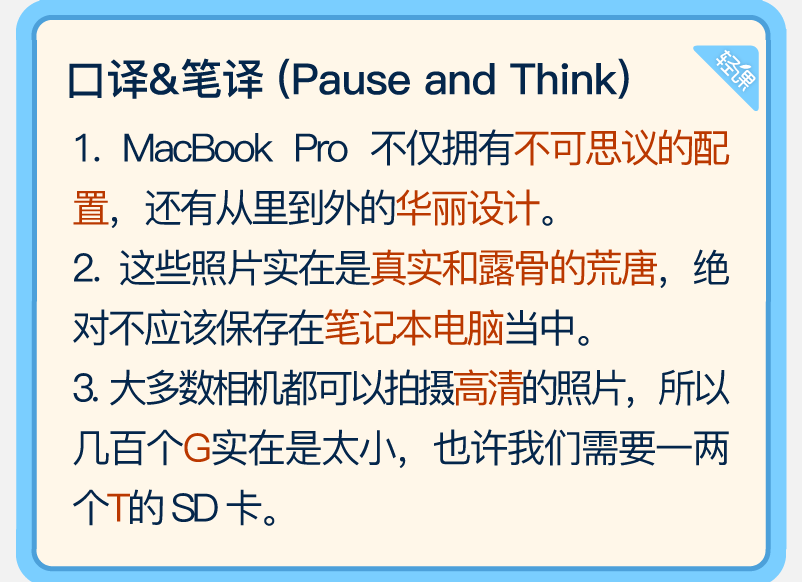 口译&笔译 (Pause and Think)
轻课
1. MacBook Pro 不仅拥有不可思议的配
置，还有从里到外的华丽设计。
2. 这些照片实在是真实和露骨的荒唐，绝
对不应该保存在笔记本电脑当中。
3. 大多数相机都可以拍摄高清的照片，所以
几百个G实在是太小，也许我们需要一两
个T的 SD 卡。